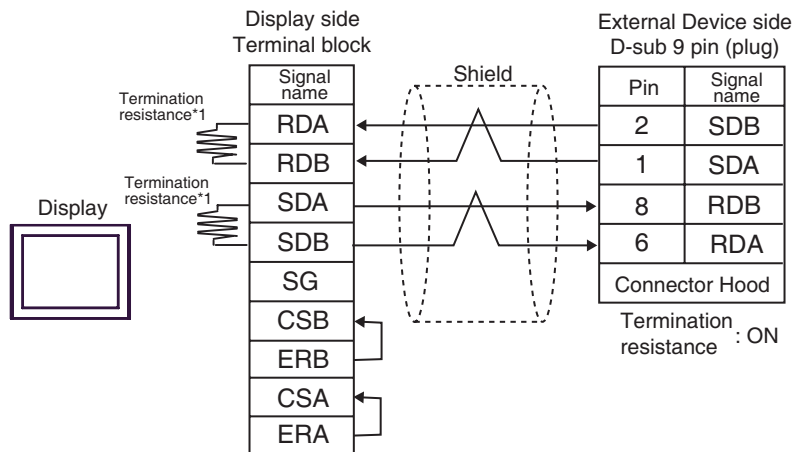 Display side
Terminal block
External Device side
D-sub 9 pin (plug)
Signal name
Shield
Pin
Signal name
Termination resistance*1
RDA
2
SDB
RDB
1
SDA
Termination resistance*1
Display
SDA
8
RDB
SDB
6
RDA
SG
Connector Hood
CSB
Termination resistance : ON
ERB
CSA
ERA